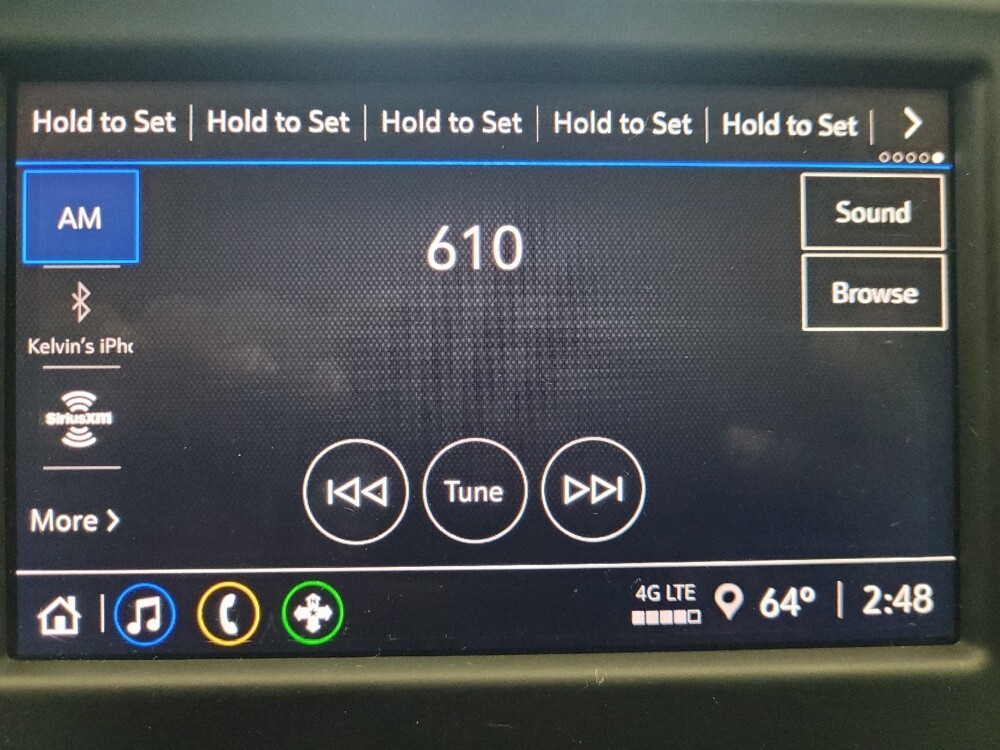 Hold to Set | Hold to Set | Hold to Set | Hold to Set | Hold to Set |
AM
610
Sound
Browse
Kelvin's iPho
SiriusXM
Tune
More >
4G LTE
64° | 2:48